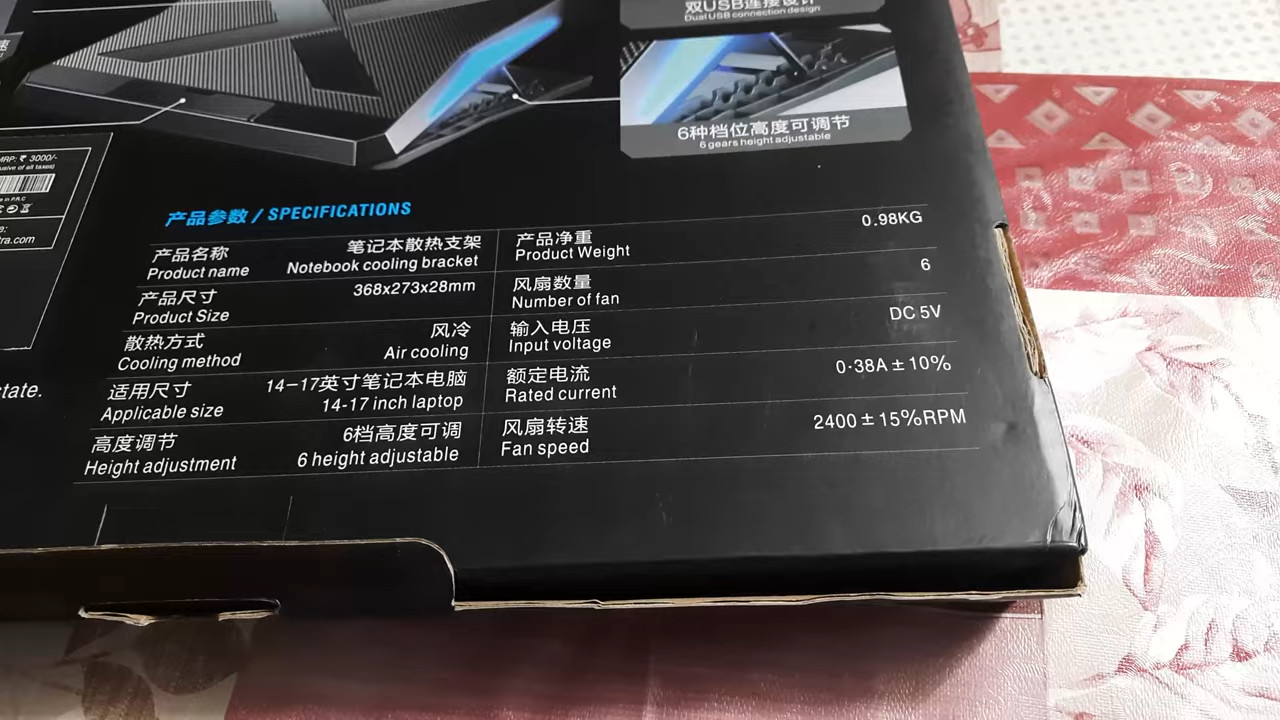 双USB连接设计
Dual USB connection design
6种档位高度可调节
6 gears height adjustable
MRP: ₹ 3000/-
usive of all taxes)
in P.R.C
tra.com
tate.
产品参数 / SPECIFICATIONS
产品名称 笔记本散热支架
Product name Notebook cooling bracket
产品尺寸 368x273x28mm
Product Size
散热方式 风冷
Cooling method Air cooling
适用尺寸 14-17英寸笔记本电脑
Applicable size 14-17 inch laptop
高度调节 6档高度可调
Height adjustment 6 height adjustable
产品净重 0.98KG
Product Weight
风扇数量 6
Number of fan
输入电压 DC 5V
Input voltage
额定电流 0·38A ± 10%
Rated current
风扇转速 2400 ± 15%RPM
Fan speed